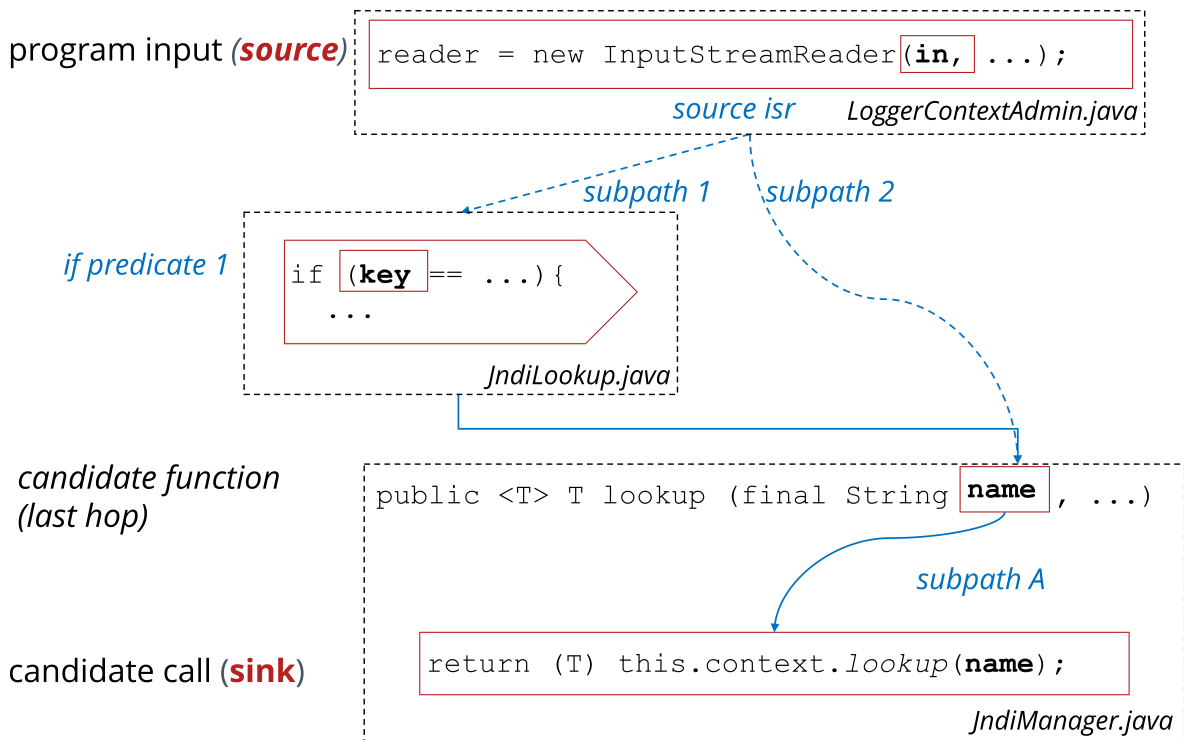 program input (source)
reader = new InputStreamReader(in, ...);
source isr
LoggerContextAdmin.java
subpath 1
subpath 2
if predicate 1
if (key == ...){
...
JndiLookup.java
candidate function
(last hop)
public <T> T lookup (final String name , ...)
subpath A
candidate call (sink)
return (T) this.context.lookup(name);
JndiManager.java